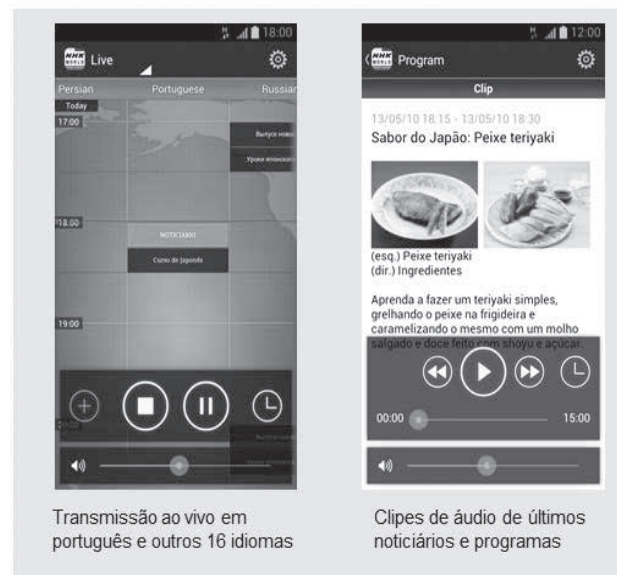 18:00
NHK WORLD Live
Persian Portuguese Russian
Today
17:00
18:00
NOTICIÁRIO
Curso de Japonês
19:00
Transmissão ao vivo em
português e outros 16 idiomas
12:00
NHK WORLD Program
Clip
13/05/10 18:15 - 13/05/10 18:30
Sabor do Japão: Peixe teriyaki
(esq.) Peixe teriyaki
(dir.) Ingredientes
Aprenda a fazer um teriyaki simples,
grelhando o peixe na frigideira e
caramelizando o mesmo com um molho
salgado e doce feito com shoyu e açúcar.
00:00 15:00
Clipes de áudio de últimos
noticiários e programas